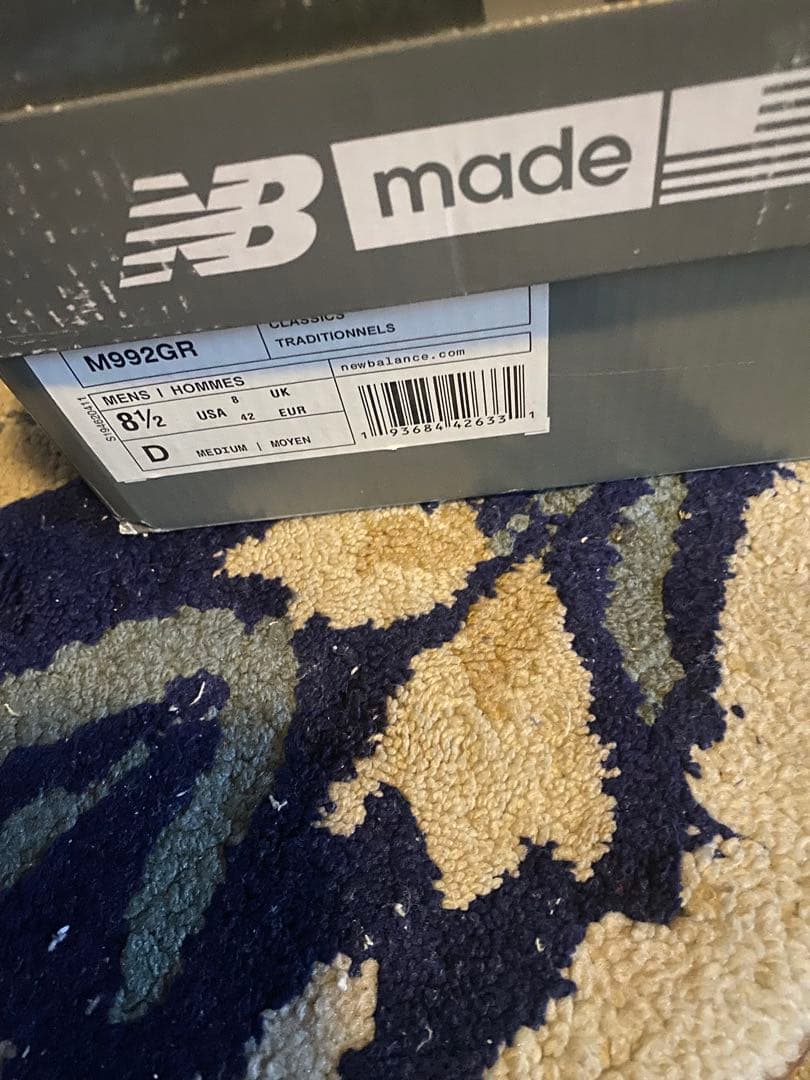 NB made
CLASSICS
M992GR
TRADITIONNELS
MENS | HOMMES
newbalance.com
8½ USA 8 UK
42 EUR
D MEDIUM | MOYEN
1 93684 42633 1